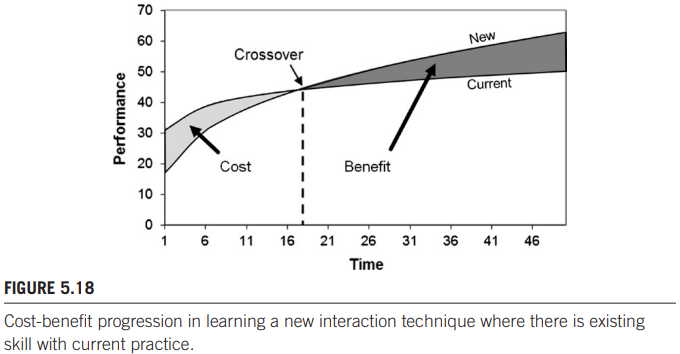 70
60
50
40
30
20
10
0
Performance
Crossover
New
Current
Cost
Benefit
1 6 11 16 21 26 31 36 41 46
Time
FIGURE 5.18
Cost-benefit progression in learning a new interaction technique where there is existing
skill with current practice.